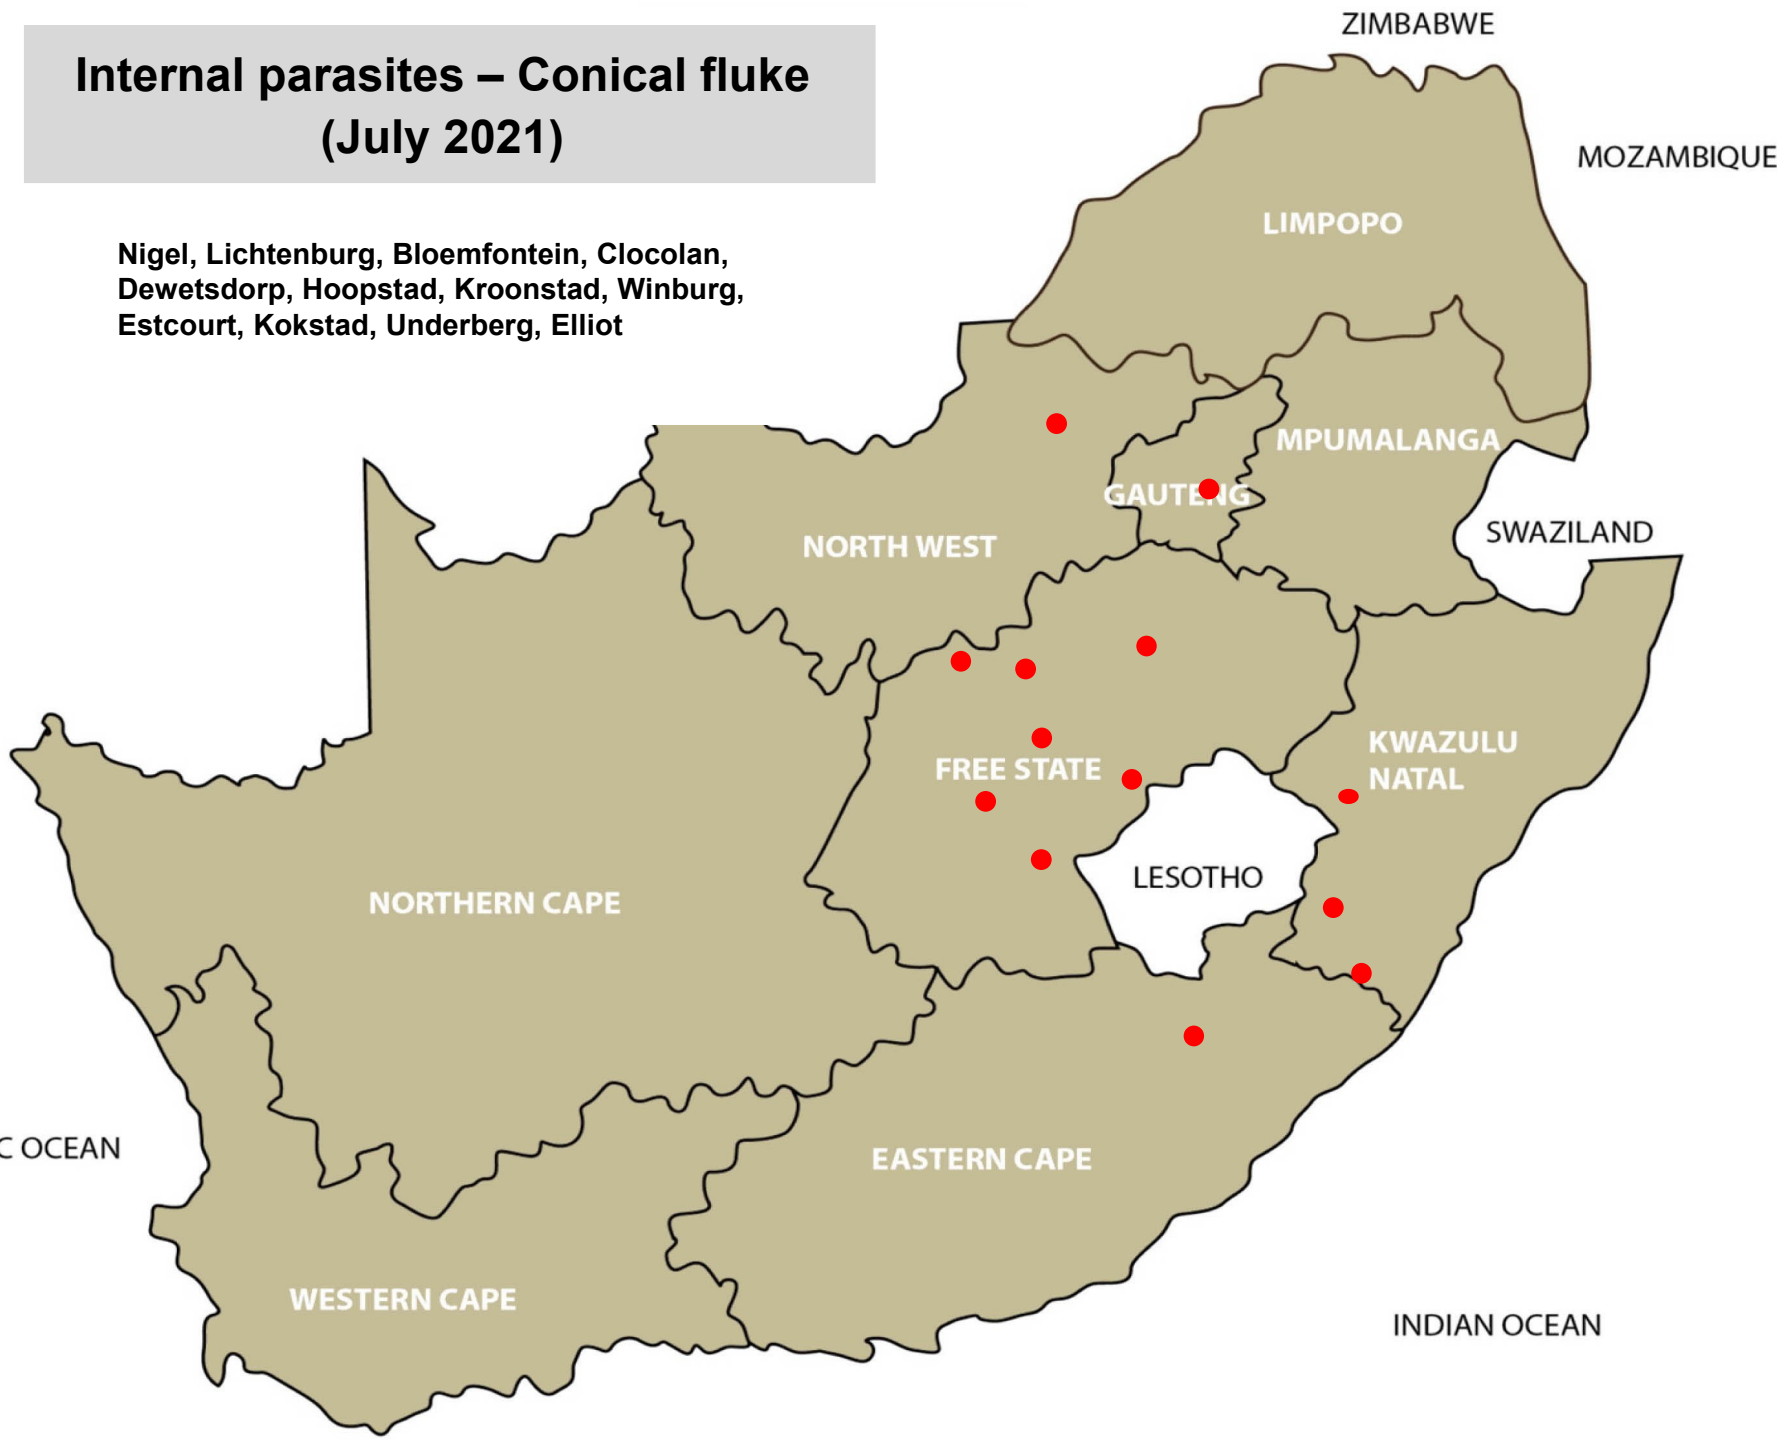 Internal parasites – Conical fluke
(July 2021)
Nigel, Lichtenburg, Bloemfontein, Clocolan,
Dewetsdorp, Hoopstad, Kroonstad, Winburg,
Estcourt, Kokstad, Underberg, Elliot
ZIMBABWE
MOZAMBIQUE
LIMPOPO
MPUMALANGA
GAUTENG
SWAZILAND
NORTH WEST
KWAZULU
NATAL
FREE STATE
LESOTHO
NORTHERN CAPE
C OCEAN
EASTERN CAPE
WESTERN CAPE
INDIAN OCEAN